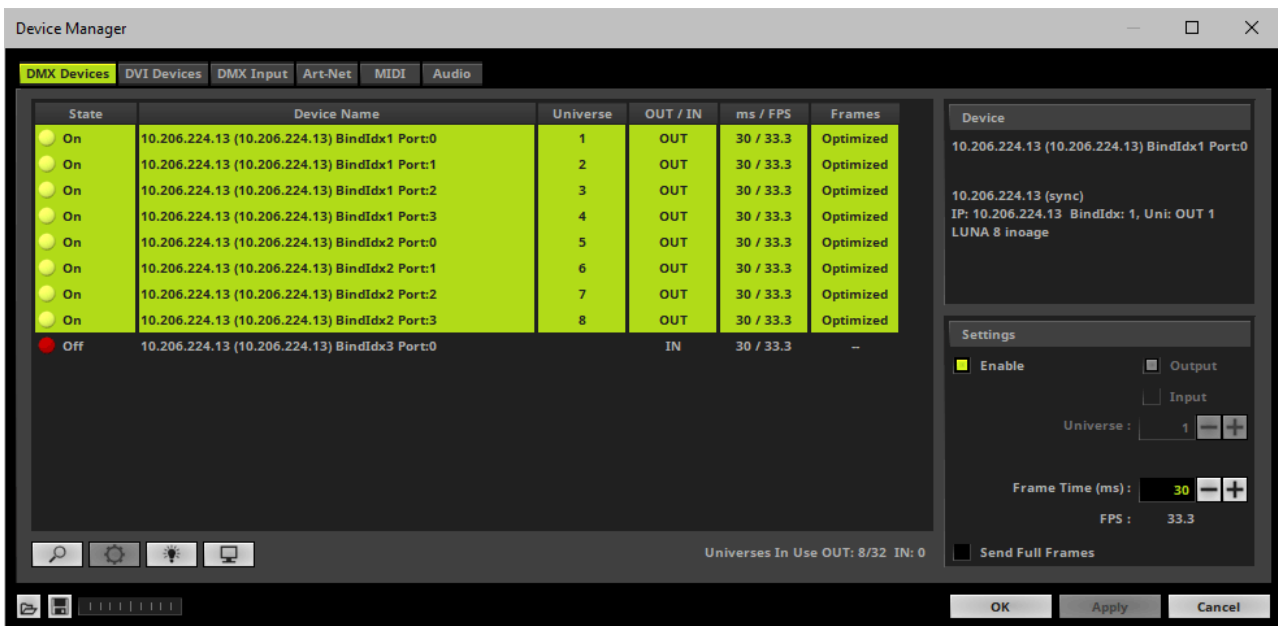 Device Manager
DMX Devices DVI Devices DMX Input Art-Net MIDI Audio
State Device Name Universe OUT / IN ms / FPS Frames
On 10.206.224.13 (10.206.224.13) BindIdx1 Port:0 1 OUT 30 / 33.3 Optimized
On 10.206.224.13 (10.206.224.13) BindIdx1 Port:1 2 OUT 30 / 33.3 Optimized
On 10.206.224.13 (10.206.224.13) BindIdx1 Port:2 3 OUT 30 / 33.3 Optimized
On 10.206.224.13 (10.206.224.13) BindIdx1 Port:3 4 OUT 30 / 33.3 Optimized
On 10.206.224.13 (10.206.224.13) BindIdx2 Port:0 5 OUT 30 / 33.3 Optimized
On 10.206.224.13 (10.206.224.13) BindIdx2 Port:1 6 OUT 30 / 33.3 Optimized
On 10.206.224.13 (10.206.224.13) BindIdx2 Port:2 7 OUT 30 / 33.3 Optimized
On 10.206.224.13 (10.206.224.13) BindIdx2 Port:3 8 OUT 30 / 33.3 Optimized
Off 10.206.224.13 (10.206.224.13) BindIdx3 Port:0 IN 30 / 33.3 --
Universes In Use OUT: 8/32 IN: 0
Device
10.206.224.13 (10.206.224.13) BindIdx1 Port:0
10.206.224.13 (sync)
IP: 10.206.224.13 BindIdx: 1, Uni: OUT 1
LUNA 8 inoage
Settings
Enable Output
Input
Universe : 1
Frame Time (ms) : 30
FPS : 33.3
Send Full Frames
OK Apply Cancel